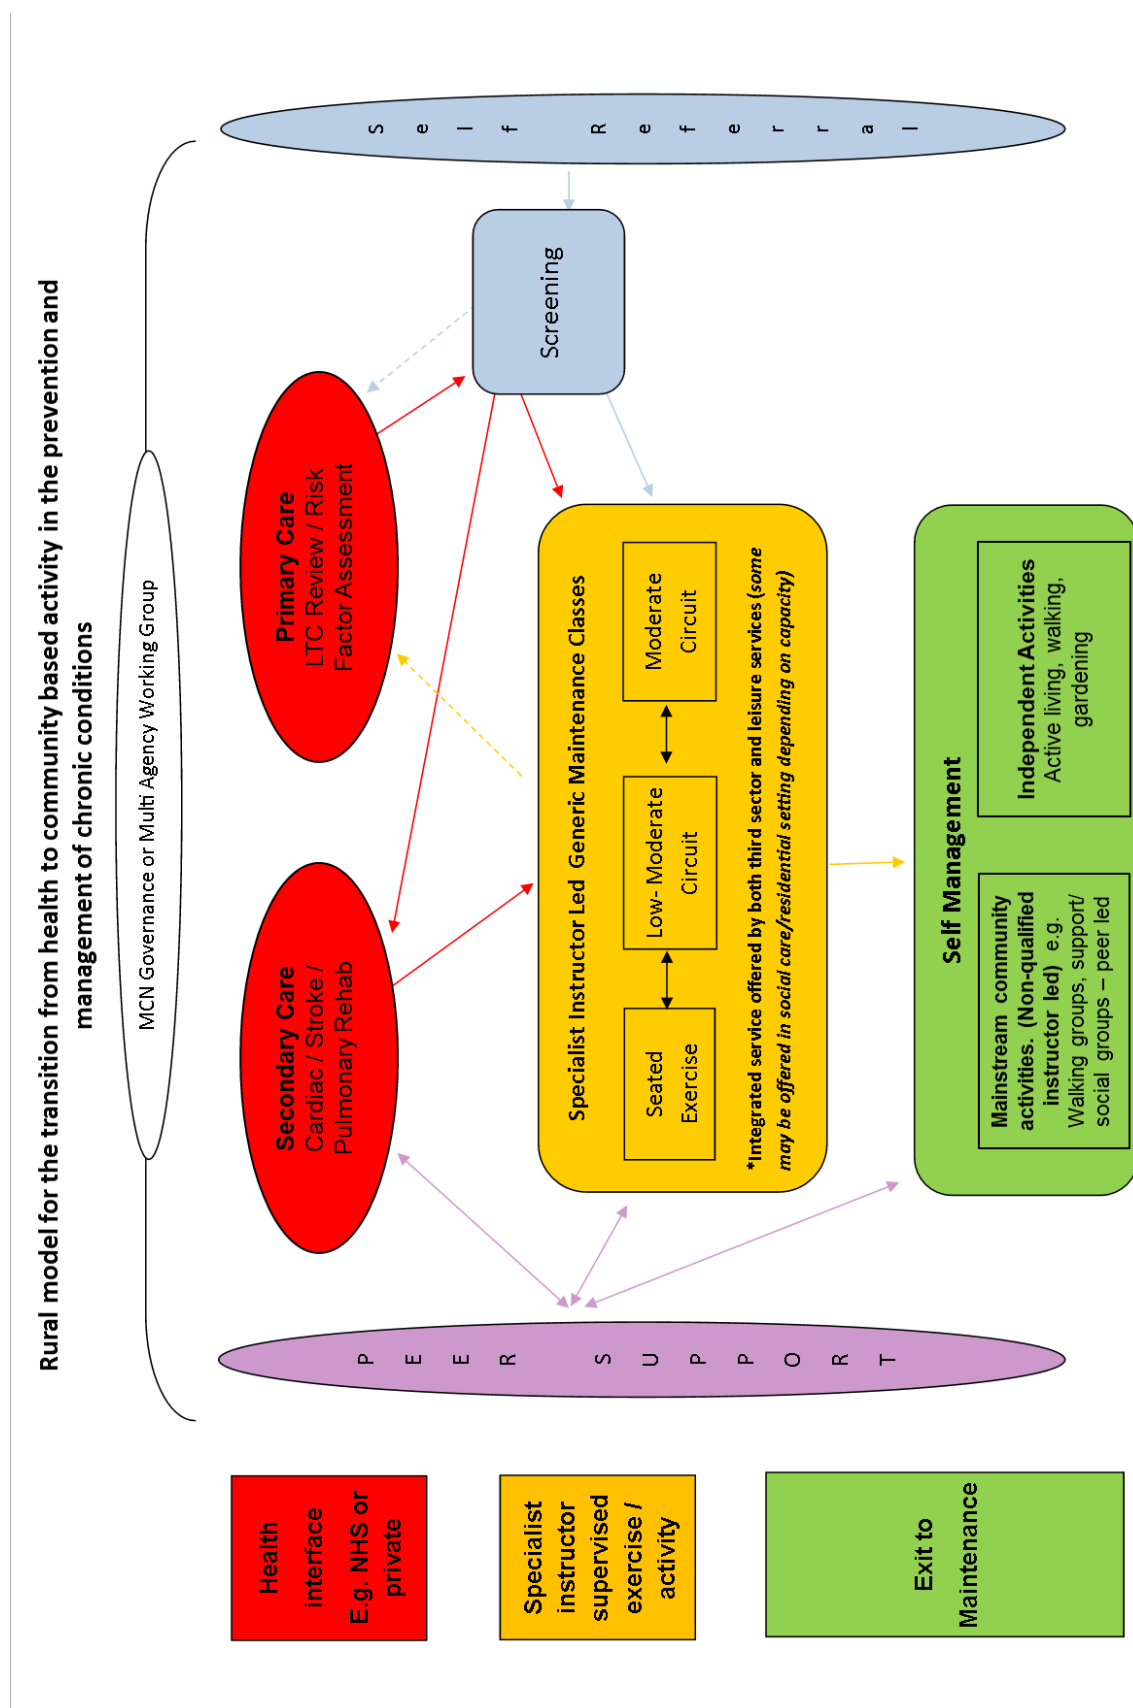 Rural model for the transition from health to community based activity in the prevention and
management of chronic conditions
MCN Governance or Multi Agency Working Group
Health
interface
E.g. NHS or
private
Specialist
instructor
supervised
exercise /
activity
Exit to
Maintenance
PEER SUPPORT
Secondary Care
Cardiac / Stroke /
Pulmonary Rehab
Primary Care
LTC Review / Risk
Factor Assessment
Screening
Self Referral
Specialist Instructor Led Generic Maintenance Classes
Seated
Exercise
Low- Moderate
Circuit
Moderate
Circuit
*Integrated service offered by both third sector and leisure services (some
may be offered in social care/residential setting depending on capacity)
Self Management
Mainstream community
activities. (Non-qualified
instructor led) e.g.
Walking groups, support/
social groups – peer led
Independent Activities
Active living, walking,
gardening